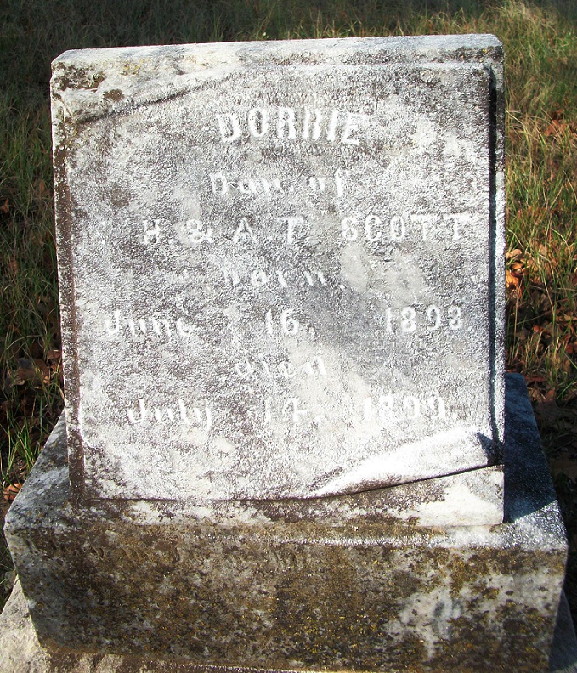 DORRIE
Dau of
H. & A. T. SCOTT
born
June 16, 1893.
died
July 14, 1899.